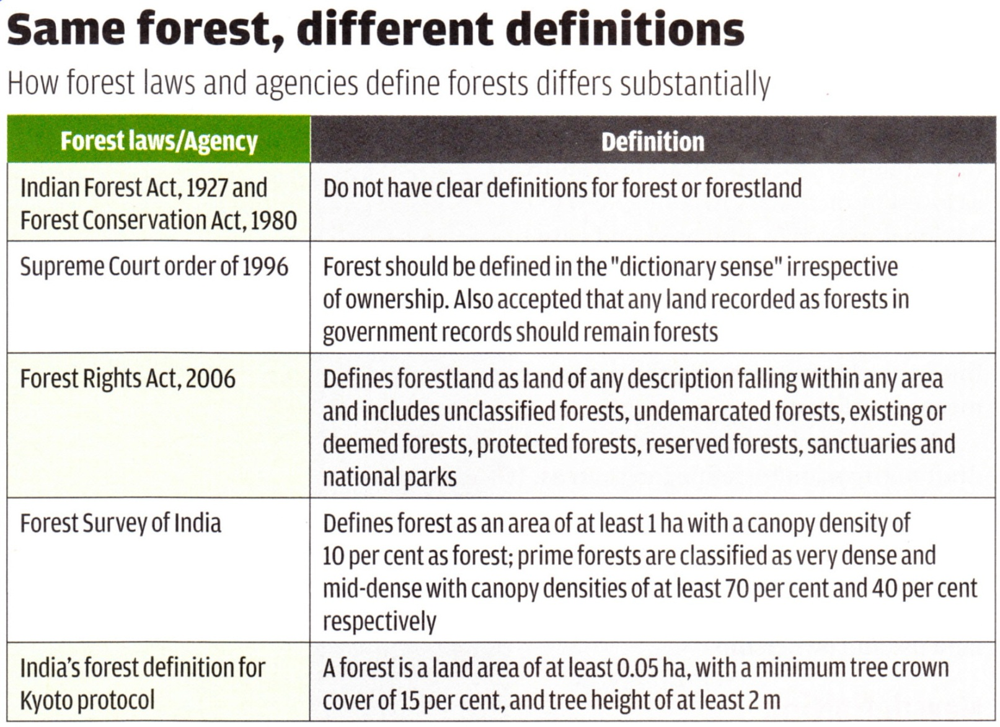 Same forest, different definitions
How forest laws and agencies define forests differs substantially
Forest laws/Agency
Definition
Indian Forest Act, 1927 and
Forest Conservation Act, 1980
Do not have clear definitions for forest or forestland
Supreme Court order of 1996
Forest should be defined in the "dictionary sense" irrespective
of ownership. Also accepted that any land recorded as forests in
government records should remain forests
Forest Rights Act, 2006
Defines forestland as land of any description falling within any area
and includes unclassified forests, undemarcated forests, existing or
deemed forests, protected forests, reserved forests, sanctuaries and
national parks
Forest Survey of India
Defines forest as an area of at least 1 ha with a canopy density of
10 per cent as forest; prime forests are classified as very dense and
mid-dense with canopy densities of at least 70 per cent and 40 per cent
respectively
India's forest definition for
Kyoto protocol
A forest is a land area of at least 0.05 ha, with a minimum tree crown
cover of 15 per cent, and tree height of at least 2 m